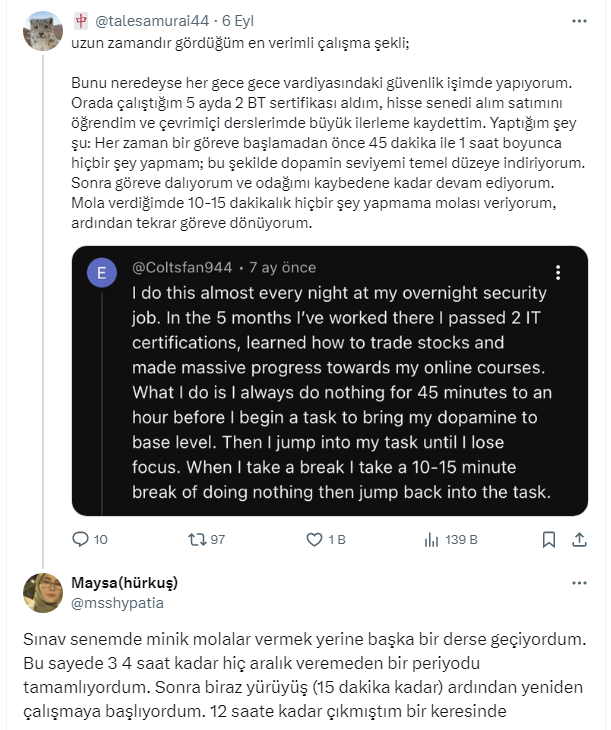 中 @talesamurai44 · 6 Eyl
uzun zamandır gördüğüm en verimli çalışma şekli;
Bunu neredeyse her gece gece vardiyasındaki güvenlik işimde yapıyorum.
Orada çalıştığım 5 ayda 2 BT sertifikası aldım, hisse senedi alım satımını
öğrendim ve çevrimiçi derslerimde büyük ilerleme kaydettim. Yaptığım şey
şu: Her zaman bir göreve başlamadan önce 45 dakika ile 1 saat boyunca
hiçbir şey yapmam; bu şekilde dopamin seviyemi temel düzeye indiriyorum.
Sonra göreve dalıyorum ve odağımı kaybedene kadar devam ediyorum.
Mola verdiğimde 10-15 dakikalık hiçbir şey yapmama molası veriyorum,
ardından tekrar göreve dönüyorum.
E @Coltsfan944 · 7 ay önce
I do this almost every night at my overnight security
job. In the 5 months I've worked there I passed 2 IT
certifications, learned how to trade stocks and
made massive progress towards my online courses.
What I do is I always do nothing for 45 minutes to an
hour before I begin a task to bring my dopamine to
base level. Then I jump into my task until I lose
focus. When I take a break I take a 10-15 minute
break of doing nothing then jump back into the task.
10 97 1 B 139 B
Maysa(hürkuş)
@msshypatia
Sınav senemde minik molalar vermek yerine başka bir derse geçiyordum.
Bu sayede 3 4 saat kadar hiç aralık veremeden bir periyodu
tamamlıyordum. Sonra biraz yürüyüş (15 dakika kadar) ardından yeniden
çalışmaya başlıyordum. 12 saate kadar çıkmıştım bir keresinde